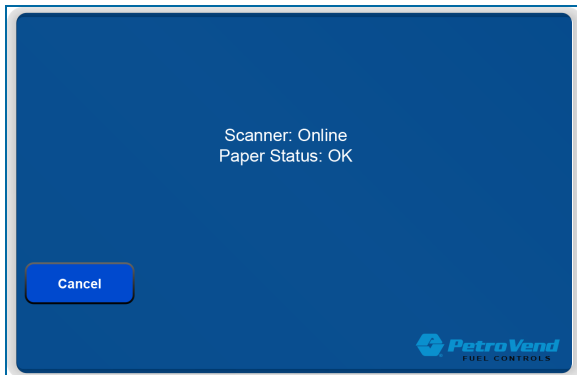 Scanner: Online
Paper Status: OK
Cancel
PetroVend
FUEL CONTROLS